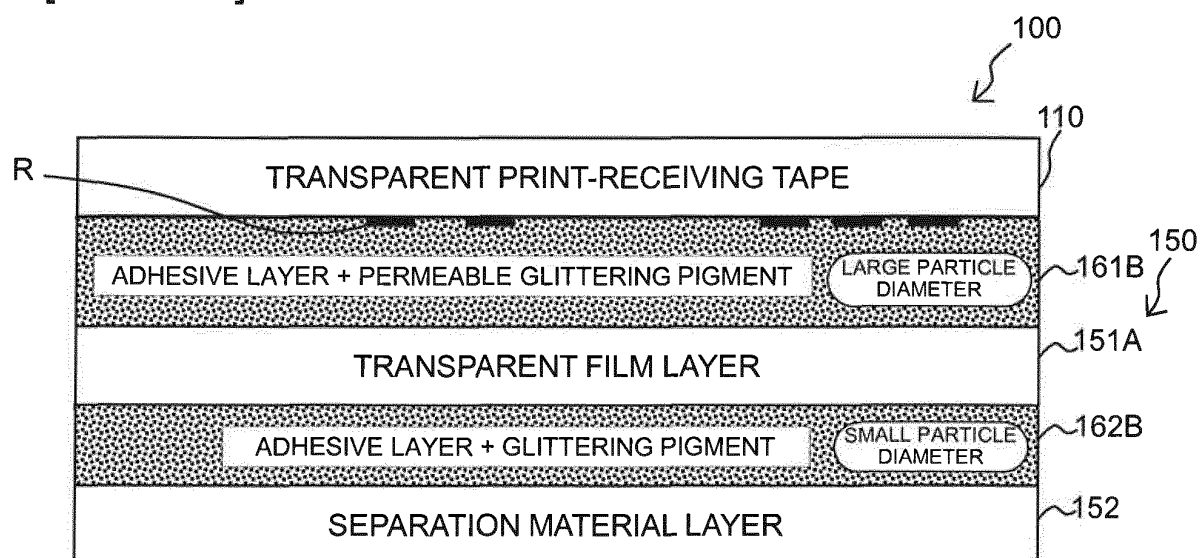 100
110
R
TRANSPARENT PRINT-RECEIVING TAPE
150
ADHESIVE LAYER + PERMEABLE GLITTERING PIGMENT
LARGE PARTICLE
DIAMETER
161B
TRANSPARENT FILM LAYER
151A
ADHESIVE LAYER + GLITTERING PIGMENT
SMALL PARTICLE
DIAMETER
162B
SEPARATION MATERIAL LAYER
152